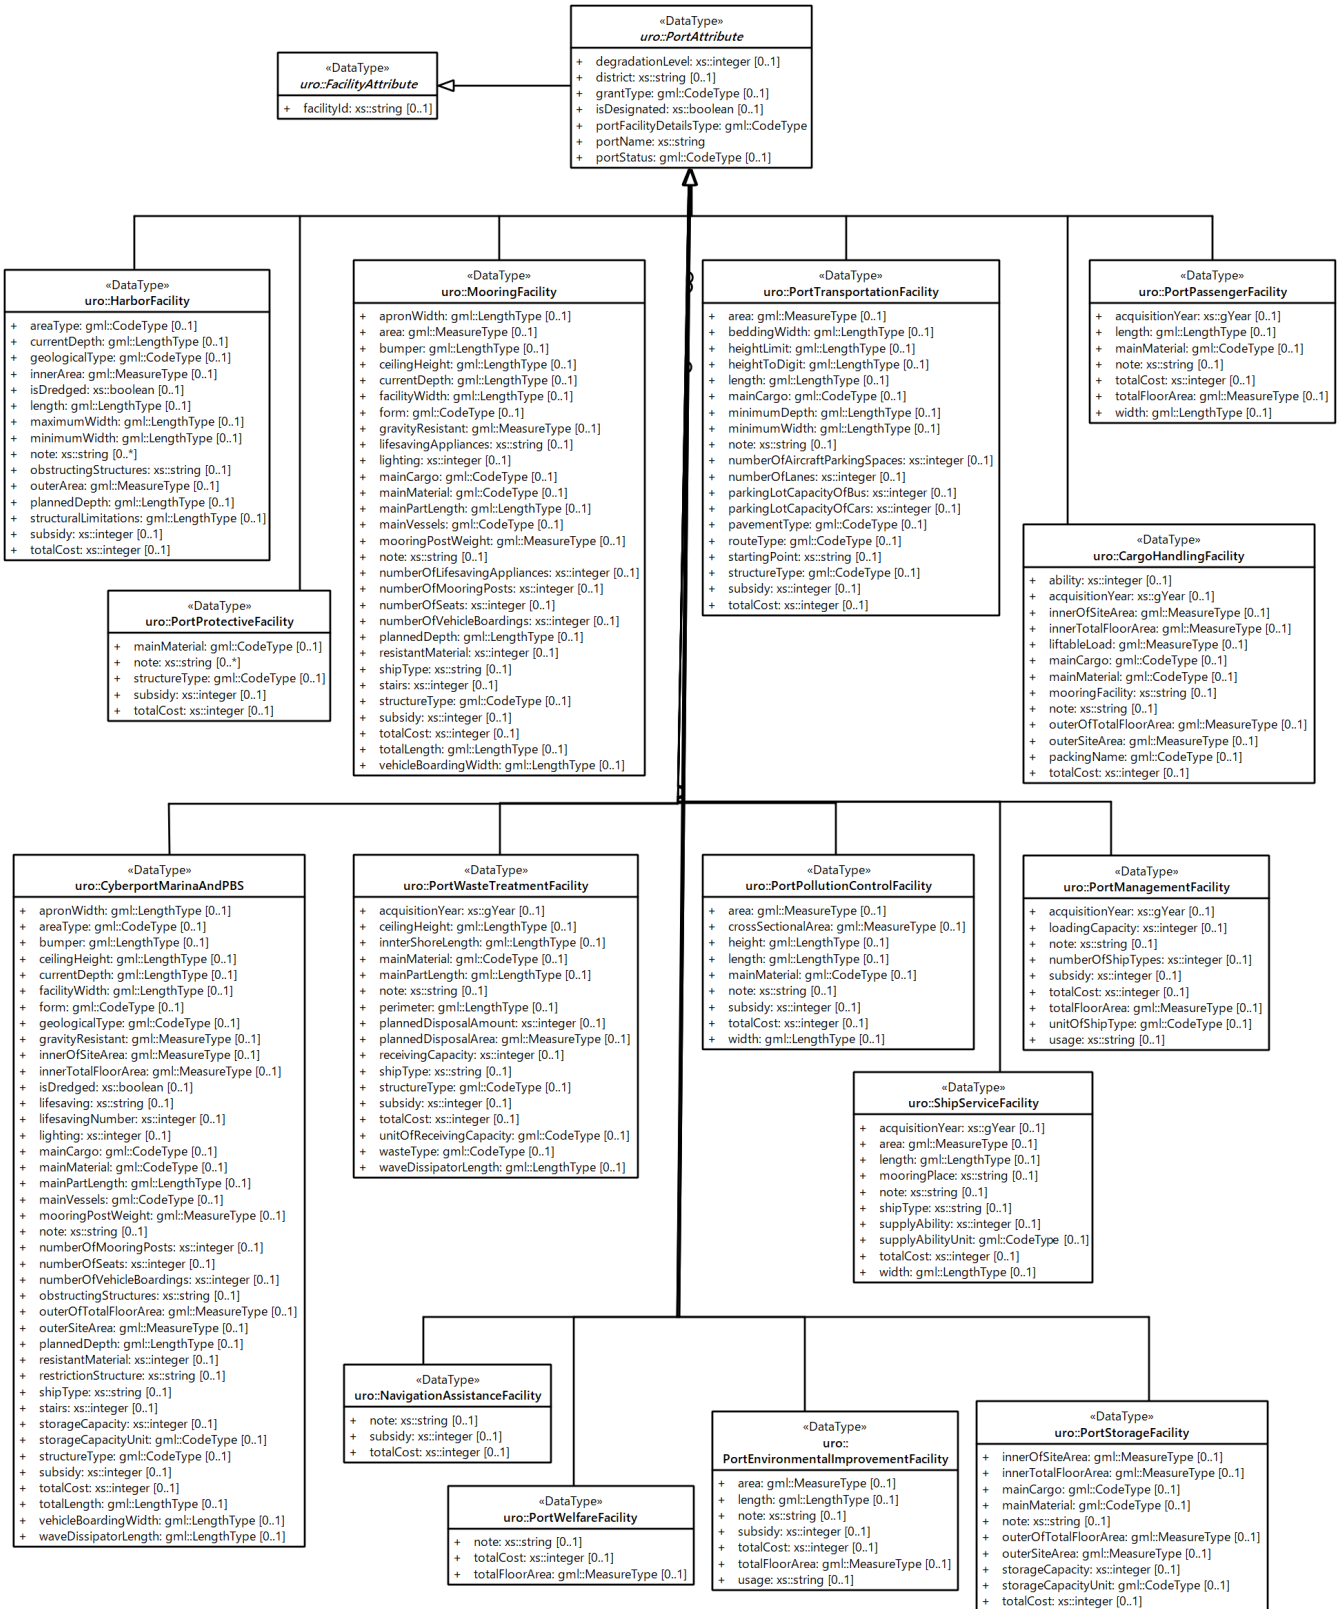 «DataType»
uro::PortAttribute
+ degradationLevel: xs::integer [0..1]
+ district: xs::string [0..1]
+ grantType: gml::CodeType [0..1]
+ isDesignated: xs::boolean [0..1]
+ portFacilityDetailsType: gml::CodeType
+ portName: xs::string
+ portStatus: gml::CodeType [0..1]
«DataType»
uro::FacilityAttribute
+ facilityId: xs::string [0..1]
«DataType»
uro::HarborFacility
+ areaType: gml::CodeType [0..1]
+ currentDepth: gml::LengthType [0..1]
+ geologicalType: gml::CodeType [0..1]
+ innerArea: gml::MeasureType [0..1]
+ isDredged: xs::boolean [0..1]
+ length: gml::LengthType [0..1]
+ maximumWidth: gml::LengthType [0..1]
+ minimumWidth: gml::LengthType [0..1]
+ note: xs::string [0..*]
+ obstructingStructures: xs::string [0..1]
+ outerArea: gml::MeasureType [0..1]
+ plannedDepth: gml::LengthType [0..1]
+ structuralLimitations: gml::LengthType [0..1]
+ subsidy: xs::integer [0..1]
+ totalCost: xs::integer [0..1]
«DataType»
uro::MooringFacility
+ apronWidth: gml::LengthType [0..1]
+ area: gml::MeasureType [0..1]
+ bumper: gml::LengthType [0..1]
+ ceilingHeight: gml::LengthType [0..1]
+ currentDepth: gml::LengthType [0..1]
+ facilityWidth: gml::LengthType [0..1]
+ form: gml::CodeType [0..1]
+ gravityResistant: gml::MeasureType [0..1]
+ lifesavingAppliances: xs::string [0..1]
+ lighting: xs::integer [0..1]
+ mainCargo: gml::CodeType [0..1]
+ mainMaterial: gml::CodeType [0..1]
+ mainPartLength: gml::LengthType [0..1]
+ mainVessels: gml::CodeType [0..1]
+ mooringPostWeight: gml::MeasureType [0..1]
+ note: xs::string [0..1]
+ numberOfLifesavingAppliances: xs::integer [0..1]
+ numberOfMooringPosts: xs::integer [0..1]
+ numberOfSeats: xs::integer [0..1]
+ numberOfVehicleBoardings: xs::integer [0..1]
+ plannedDepth: gml::LengthType [0..1]
+ resistantMaterial: xs::integer [0..1]
+ shipType: xs::string [0..1]
+ stairs: xs::integer [0..1]
+ structureType: gml::CodeType [0..1]
+ subsidy: xs::integer [0..1]
+ totalCost: xs::integer [0..1]
+ totalLength: gml::LengthType [0..1]
+ vehicleBoardingWidth: gml::LengthType [0..1]
«DataType»
uro::PortTransportationFacility
+ area: gml::MeasureType [0..1]
+ beddingWidth: gml::LengthType [0..1]
+ heightLimit: gml::LengthType [0..1]
+ heightToDigit: gml::LengthType [0..1]
+ length: gml::LengthType [0..1]
+ mainCargo: gml::CodeType [0..1]
+ minimumDepth: gml::LengthType [0..1]
+ minimumWidth: gml::LengthType [0..1]
+ note: xs::string [0..1]
+ numberOfAircraftParkingSpaces: xs::integer [0..1]
+ numberOfLanes: xs::integer [0..1]
+ parkingLotCapacityOfBus: xs::integer [0..1]
+ parkingLotCapacityOfCars: xs::integer [0..1]
+ pavementType: gml::CodeType [0..1]
+ routeType: gml::CodeType [0..1]
+ startingPoint: xs::string [0..1]
+ structureType: gml::CodeType [0..1]
+ subsidy: xs::integer [0..1]
+ totalCost: xs::integer [0..1]
«DataType»
uro::PortPassengerFacility
+ acquisitionYear: xs::gYear [0..1]
+ length: gml::LengthType [0..1]
+ mainMaterial: gml::CodeType [0..1]
+ note: xs::string [0..1]
+ totalCost: xs::integer [0..1]
+ totalFloorArea: gml::MeasureType [0..1]
+ width: gml::LengthType [0..1]
«DataType»
uro::CargoHandlingFacility
+ ability: xs::integer [0..1]
+ acquisitionYear: xs::gYear [0..1]
+ innerOfSiteArea: gml::MeasureType [0..1]
+ innerTotalFloorArea: gml::MeasureType [0..1]
+ liftableLoad: gml::MeasureType [0..1]
+ mainCargo: gml::CodeType [0..1]
+ mainMaterial: gml::CodeType [0..1]
+ mooringFacility: xs::string [0..1]
+ note: xs::string [0..1]
+ outerOfTotalFloorArea: gml::MeasureType [0..1]
+ outerSiteArea: gml::MeasureType [0..1]
+ packingName: gml::CodeType [0..1]
+ totalCost: xs::integer [0..1]
«DataType»
uro::PortProtectiveFacility
+ mainMaterial: gml::CodeType [0..1]
+ note: xs::string [0..*]
+ structureType: gml::CodeType [0..1]
+ subsidy: xs::integer [0..1]
+ totalCost: xs::integer [0..1]
«DataType»
uro::CyberportMarinaAndPBS
+ apronWidth: gml::LengthType [0..1]
+ areaType: gml::CodeType [0..1]
+ bumper: gml::LengthType [0..1]
+ ceilingHeight: gml::LengthType [0..1]
+ currentDepth: gml::LengthType [0..1]
+ facilityWidth: gml::LengthType [0..1]
+ form: gml::CodeType [0..1]
+ geologicalType: gml::CodeType [0..1]
+ gravityResistant: gml::MeasureType [0..1]
+ innerOfSiteArea: gml::MeasureType [0..1]
+ innerTotalFloorArea: gml::MeasureType [0..1]
+ isDredged: xs::boolean [0..1]
+ lifesaving: xs::string [0..1]
+ lifesavingNumber: xs::integer [0..1]
+ lighting: xs::integer [0..1]
+ mainCargo: gml::CodeType [0..1]
+ mainMaterial: gml::CodeType [0..1]
+ mainPartLength: gml::LengthType [0..1]
+ mainVessels: gml::CodeType [0..1]
+ mooringPostWeight: gml::MeasureType [0..1]
+ note: xs::string [0..1]
+ numberOfMooringPosts: xs::integer [0..1]
+ numberOfSeats: xs::integer [0..1]
+ numberOfVehicleBoardings: xs::integer [0..1]
+ obstructingStructures: xs::string [0..1]
+ outerOfTotalFloorArea: gml::MeasureType [0..1]
+ outerSiteArea: gml::MeasureType [0..1]
+ plannedDepth: gml::LengthType [0..1]
+ resistantMaterial: xs::integer [0..1]
+ restrictionStructure: xs::string [0..1]
+ shipType: xs::string [0..1]
+ stairs: xs::integer [0..1]
+ storageCapacity: xs::integer [0..1]
+ storageCapacityUnit: gml::CodeType [0..1]
+ structureType: gml::CodeType [0..1]
+ subsidy: xs::integer [0..1]
+ totalCost: xs::integer [0..1]
+ totalLength: gml::LengthType [0..1]
+ vehicleBoardingWidth: gml::LengthType [0..1]
+ waveDissipatorLength: gml::LengthType [0..1]
«DataType»
uro::PortWasteTreatmentFacility
+ acquisitionYear: xs::gYear [0..1]
+ ceilingHeight: gml::LengthType [0..1]
+ innterShoreLength: gml::LengthType [0..1]
+ mainMaterial: gml::CodeType [0..1]
+ mainPartLength: gml::LengthType [0..1]
+ note: xs::string [0..1]
+ perimeter: gml::LengthType [0..1]
+ plannedDisposalAmount: xs::integer [0..1]
+ plannedDisposalArea: gml::MeasureType [0..1]
+ receivingCapacity: xs::integer [0..1]
+ shipType: xs::string [0..1]
+ structureType: gml::CodeType [0..1]
+ subsidy: xs::integer [0..1]
+ totalCost: xs::integer [0..1]
+ unitOfReceivingCapacity: gml::CodeType [0..1]
+ wasteType: gml::CodeType [0..1]
+ waveDissipatorLength: gml::LengthType [0..1]
«DataType»
uro::PortPollutionControlFacility
+ area: gml::MeasureType [0..1]
+ crossSectionalArea: gml::MeasureType [0..1]
+ height: gml::LengthType [0..1]
+ length: gml::LengthType [0..1]
+ mainMaterial: gml::CodeType [0..1]
+ note: xs::string [0..1]
+ subsidy: xs::integer [0..1]
+ totalCost: xs::integer [0..1]
+ width: gml::LengthType [0..1]
«DataType»
uro::PortManagementFacility
+ acquisitionYear: xs::gYear [0..1]
+ loadingCapacity: xs::integer [0..1]
+ note: xs::string [0..1]
+ numberOfShipTypes: xs::integer [0..1]
+ subsidy: xs::integer [0..1]
+ totalCost: xs::integer [0..1]
+ totalFloorArea: gml::MeasureType [0..1]
+ unitOfShipType: gml::CodeType [0..1]
+ usage: xs::string [0..1]
«DataType»
uro::ShipServiceFacility
+ acquisitionYear: xs::gYear [0..1]
+ area: gml::MeasureType [0..1]
+ length: gml::LengthType [0..1]
+ mooringPlace: xs::string [0..1]
+ note: xs::string [0..1]
+ shipType: xs::string [0..1]
+ supplyAbility: xs::integer [0..1]
+ supplyAbilityUnit: gml::CodeType [0..1]
+ totalCost: xs::integer [0..1]
+ width: gml::LengthType [0..1]
«DataType»
uro::NavigationAssistanceFacility
+ note: xs::string [0..1]
+ subsidy: xs::integer [0..1]
+ totalCost: xs::integer [0..1]
«DataType»
uro::PortWelfareFacility
+ note: xs::string [0..1]
+ totalCost: xs::integer [0..1]
+ totalFloorArea: gml::MeasureType [0..1]
«DataType»
uro::
PortEnvironmentalImprovementFacility
+ area: gml::MeasureType [0..1]
+ length: gml::LengthType [0..1]
+ note: xs::string [0..1]
+ subsidy: xs::integer [0..1]
+ totalCost: xs::integer [0..1]
+ totalFloorArea: gml::MeasureType [0..1]
+ usage: xs::string [0..1]
«DataType»
uro::PortStorageFacility
+ innerOfSiteArea: gml::MeasureType [0..1]
+ innerTotalFloorArea: gml::MeasureType [0..1]
+ mainCargo: gml::CodeType [0..1]
+ mainMaterial: gml::CodeType [0..1]
+ note: xs::string [0..1]
+ outerOfTotalFloorArea: gml::MeasureType [0..1]
+ outerSiteArea: gml::MeasureType [0..1]
+ storageCapacity: xs::integer [0..1]
+ storageCapacityUnit: gml::CodeType [0..1]
+ totalCost: xs::integer [0..1]